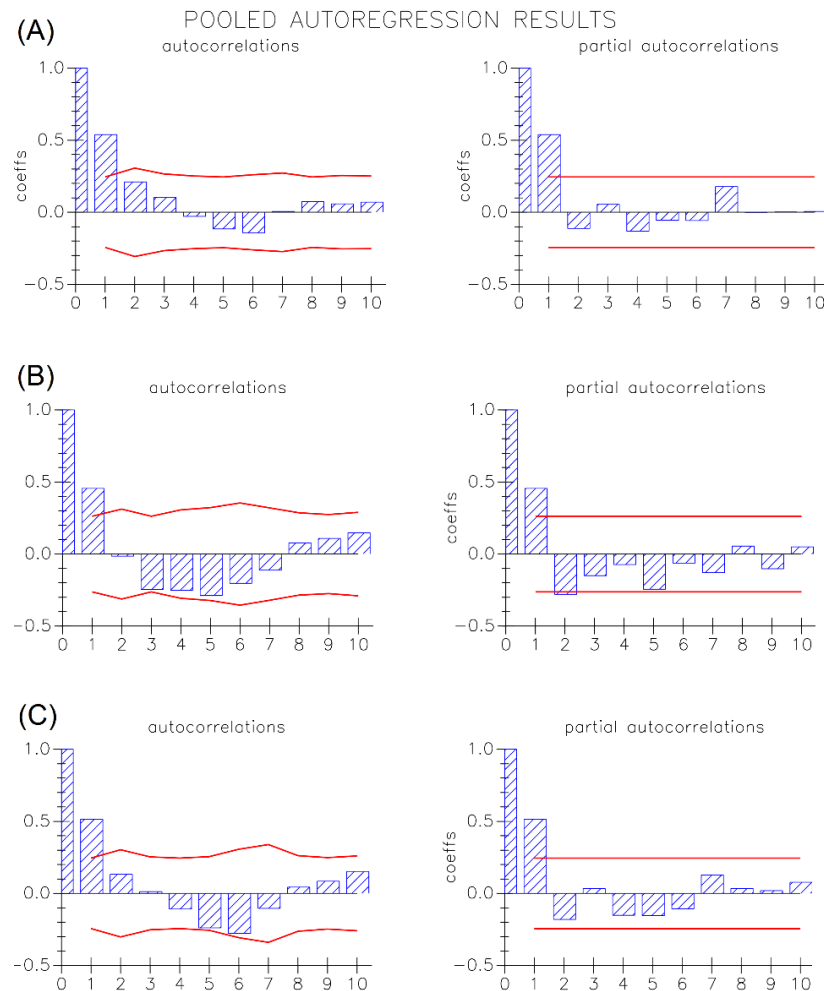 POOLED AUTOREGRESSION RESULTS
(A)
autocorrelations
partial autocorrelations
coeffs
1.0
0.5
0.0
−0.5
0 1 2 3 4 5 6 7 8 9 10
coeffs
1.0
0.5
0.0
−0.5
0 1 2 3 4 5 6 7 8 9 10
(B)
autocorrelations
partial autocorrelations
1.0
0.5
0.0
−0.5
0 1 2 3 4 5 6 7 8 9 10
coeffs
1.0
0.5
0.0
−0.5
0 1 2 3 4 5 6 7 8 9 10
(C)
autocorrelations
partial autocorrelations
1.0
0.5
0.0
−0.5
0 1 2 3 4 5 6 7 8 9 10
coeffs
1.0
0.5
0.0
−0.5
0 1 2 3 4 5 6 7 8 9 10